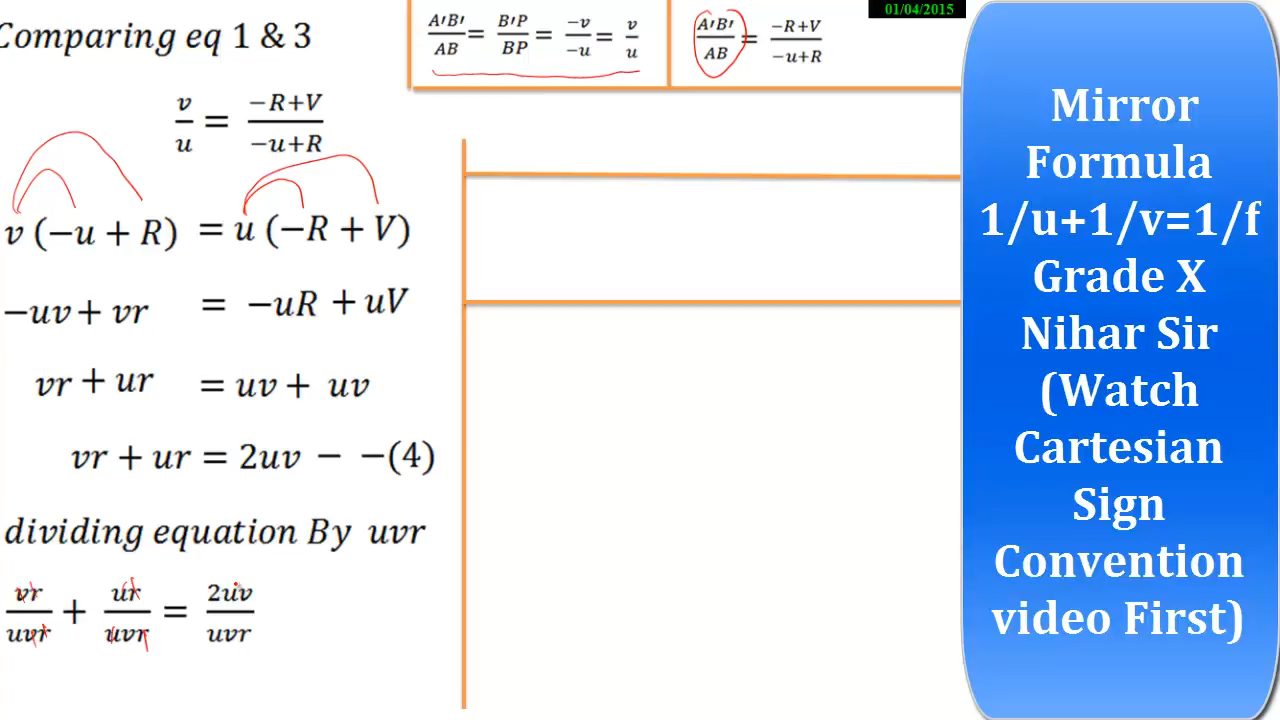 Comparing eq 1 & 3
A′B′/AB = B′P/BP = −v/−u = v/u
A′B′/AB = −R+V/−u+R
01/04/2015
v/u = −R+V/−u+R
v (−u + R) = u (−R + V)
−uv + vr = −uR + uV
vr + ur = uv + uv
vr + ur = 2uv − −(4)
dividing equation By uvr
vr/uvr + ur/uvr = 2uv/uvr
Mirror
Formula
1/u+1/v=1/f
Grade X
Nihar Sir
(Watch
Cartesian
Sign
Convention
video First)